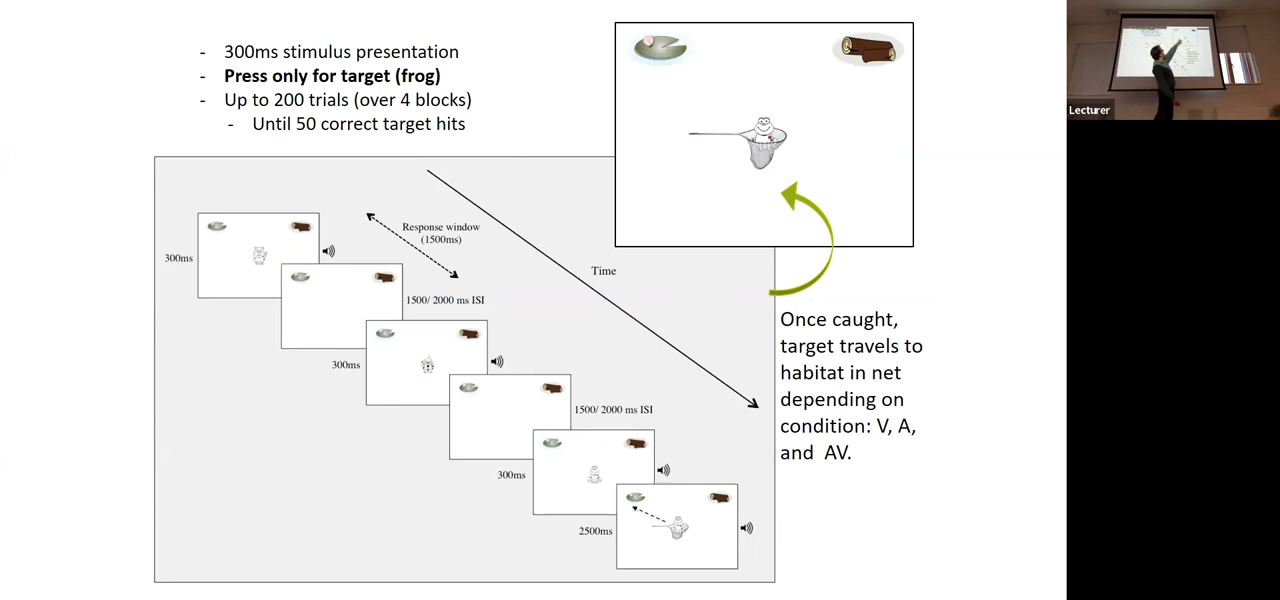 - 300ms stimulus presentation
- Press only for target (frog)
- Up to 200 trials (over 4 blocks)
- Until 50 correct target hits
Lecturer
Response window
(1500ms)
300ms
Time
1500/ 2000 ms ISI
300ms
1500/ 2000 ms ISI
300ms
2500ms
Once caught,
target travels to
habitat in net
depending on
condition: V, A,
and AV.